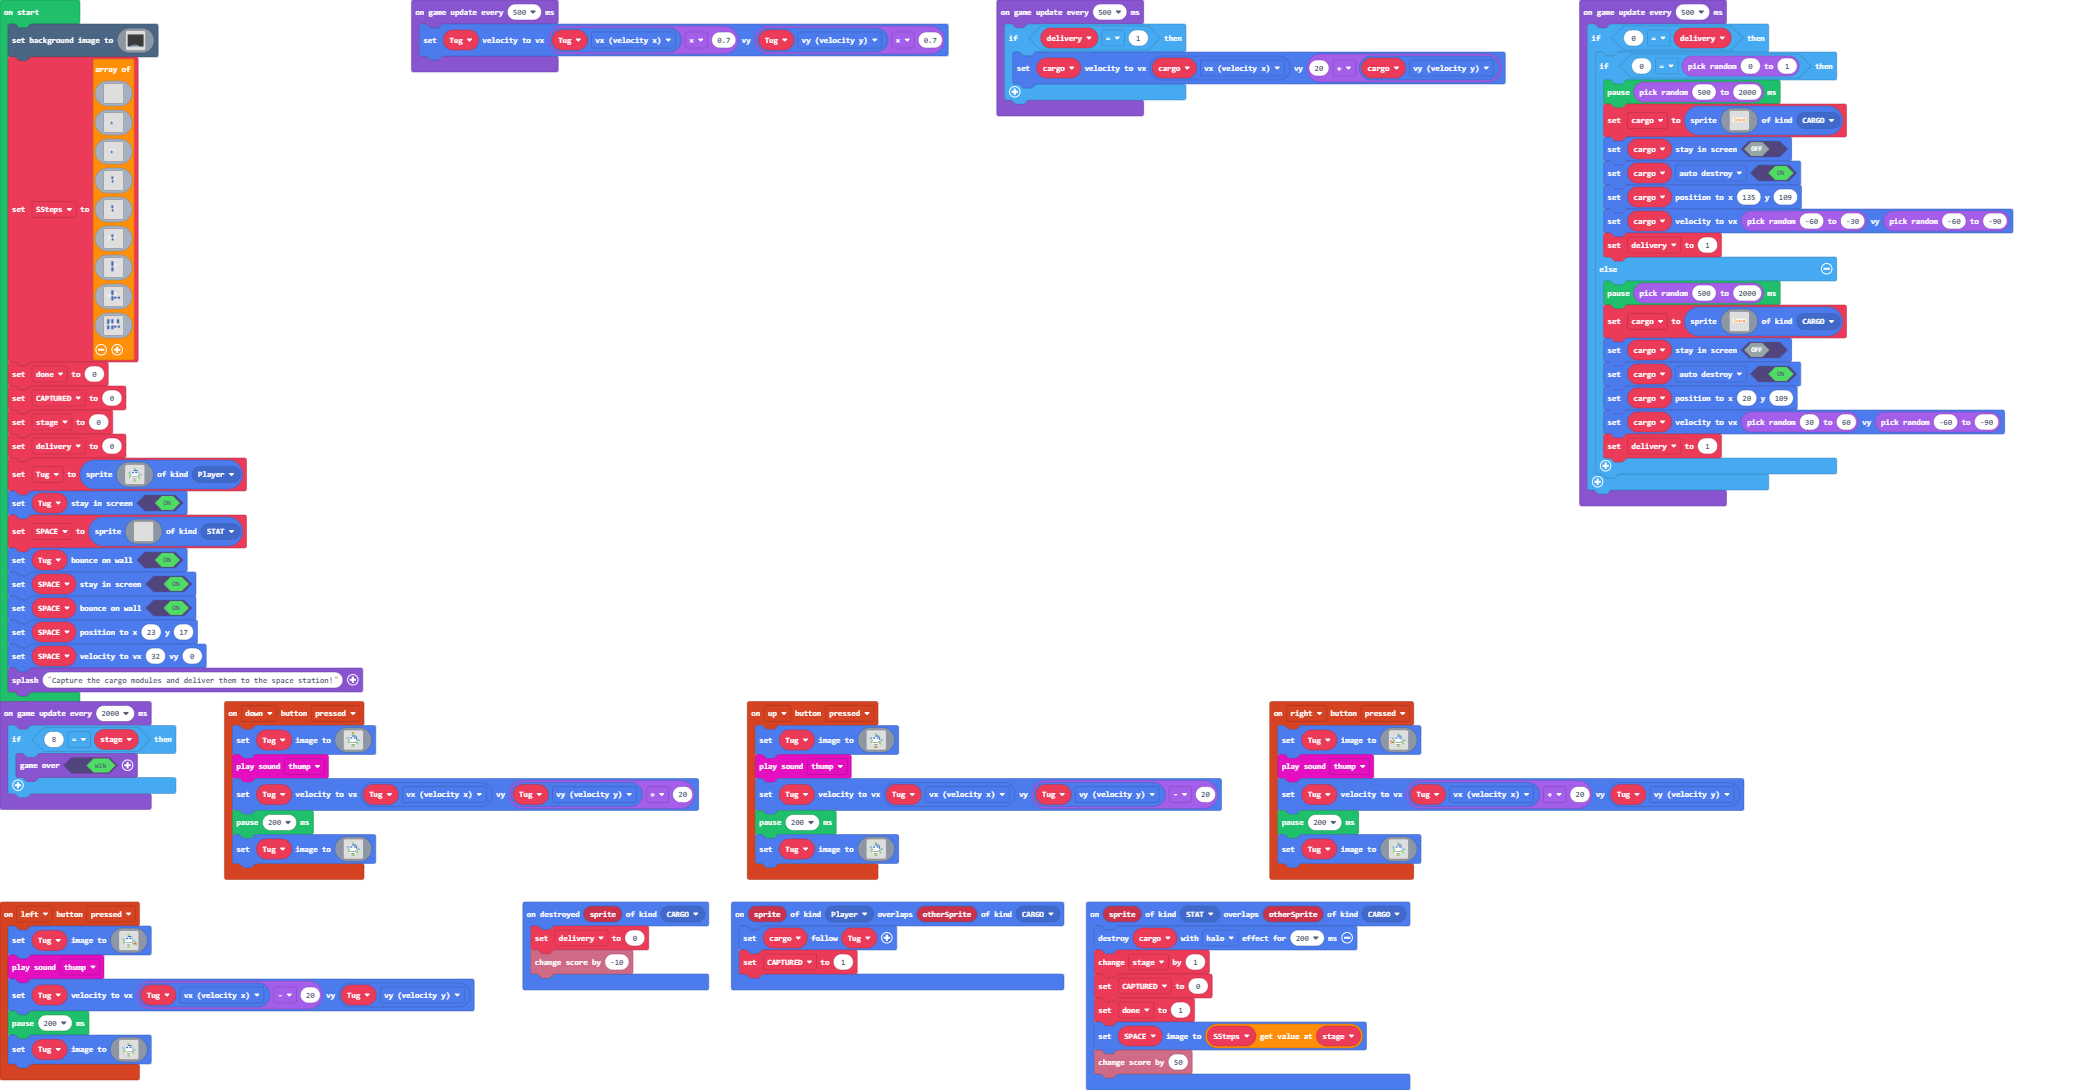 on start
set background image to
set SSteps to array of
set done to 0
set CAPTURED to 0
set stage to 0
set delivery to 0
set Tug to sprite of kind Player
set Tug stay in screen ON
set SPACE to sprite of kind STAT
set Tug bounce on wall ON
set SPACE stay in screen ON
set SPACE bounce on wall ON
set SPACE position to x 23 y 17
set SPACE velocity to vx 32 vy 0
splash "Capture the cargo modules and deliver them to the space station!"
on game update every 500 ms
set Tug velocity to vx Tug vx (velocity x) × 0.7 vy Tug vy (velocity y) × 0.7
on game update every 500 ms
if delivery = 1 then
set cargo velocity to vx cargo vx (velocity x) vy 20 + cargo vy (velocity y)
on game update every 500 ms
if 0 = delivery then
if 0 = pick random 0 to 1 then
pause pick random 500 to 2000 ms
set cargo to sprite of kind CARGO
set cargo stay in screen OFF
set cargo auto destroy ON
set cargo position to x 135 y 109
set cargo velocity to vx pick random -60 to -30 vy pick random -60 to -90
set delivery to 1
else
pause pick random 500 to 2000 ms
set cargo to sprite of kind CARGO
set cargo stay in screen OFF
set cargo auto destroy ON
set cargo position to x 20 y 109
set cargo velocity to vx pick random 30 to 60 vy pick random -60 to -90
set delivery to 1
on game update every 2000 ms
if 8 = stage then
game over WIN
on down button pressed
set Tug image to
play sound thump
set Tug velocity to vx Tug vx (velocity x) vy Tug vy (velocity y) + 20
pause 200 ms
set Tug image to
on up button pressed
set Tug image to
play sound thump
set Tug velocity to vx Tug vx (velocity x) vy Tug vy (velocity y) - 20
pause 200 ms
set Tug image to
on right button pressed
set Tug image to
play sound thump
set Tug velocity to vx Tug vx (velocity x) + 20 vy Tug vy (velocity y)
pause 200 ms
set Tug image to
on left button pressed
set Tug image to
play sound thump
set Tug velocity to vx Tug vx (velocity x) - 20 vy Tug vy (velocity y)
pause 200 ms
set Tug image to
on destroyed sprite of kind CARGO
set delivery to 0
change score by -10
on sprite of kind Player overlaps otherSprite of kind CARGO
set cargo follow Tug
set CAPTURED to 1
on sprite of kind STAT overlaps otherSprite of kind CARGO
destroy cargo with halo effect for 200 ms
change stage by 1
set CAPTURED to 0
set done to 1
set SPACE image to SSteps get value at stage
change score by 50